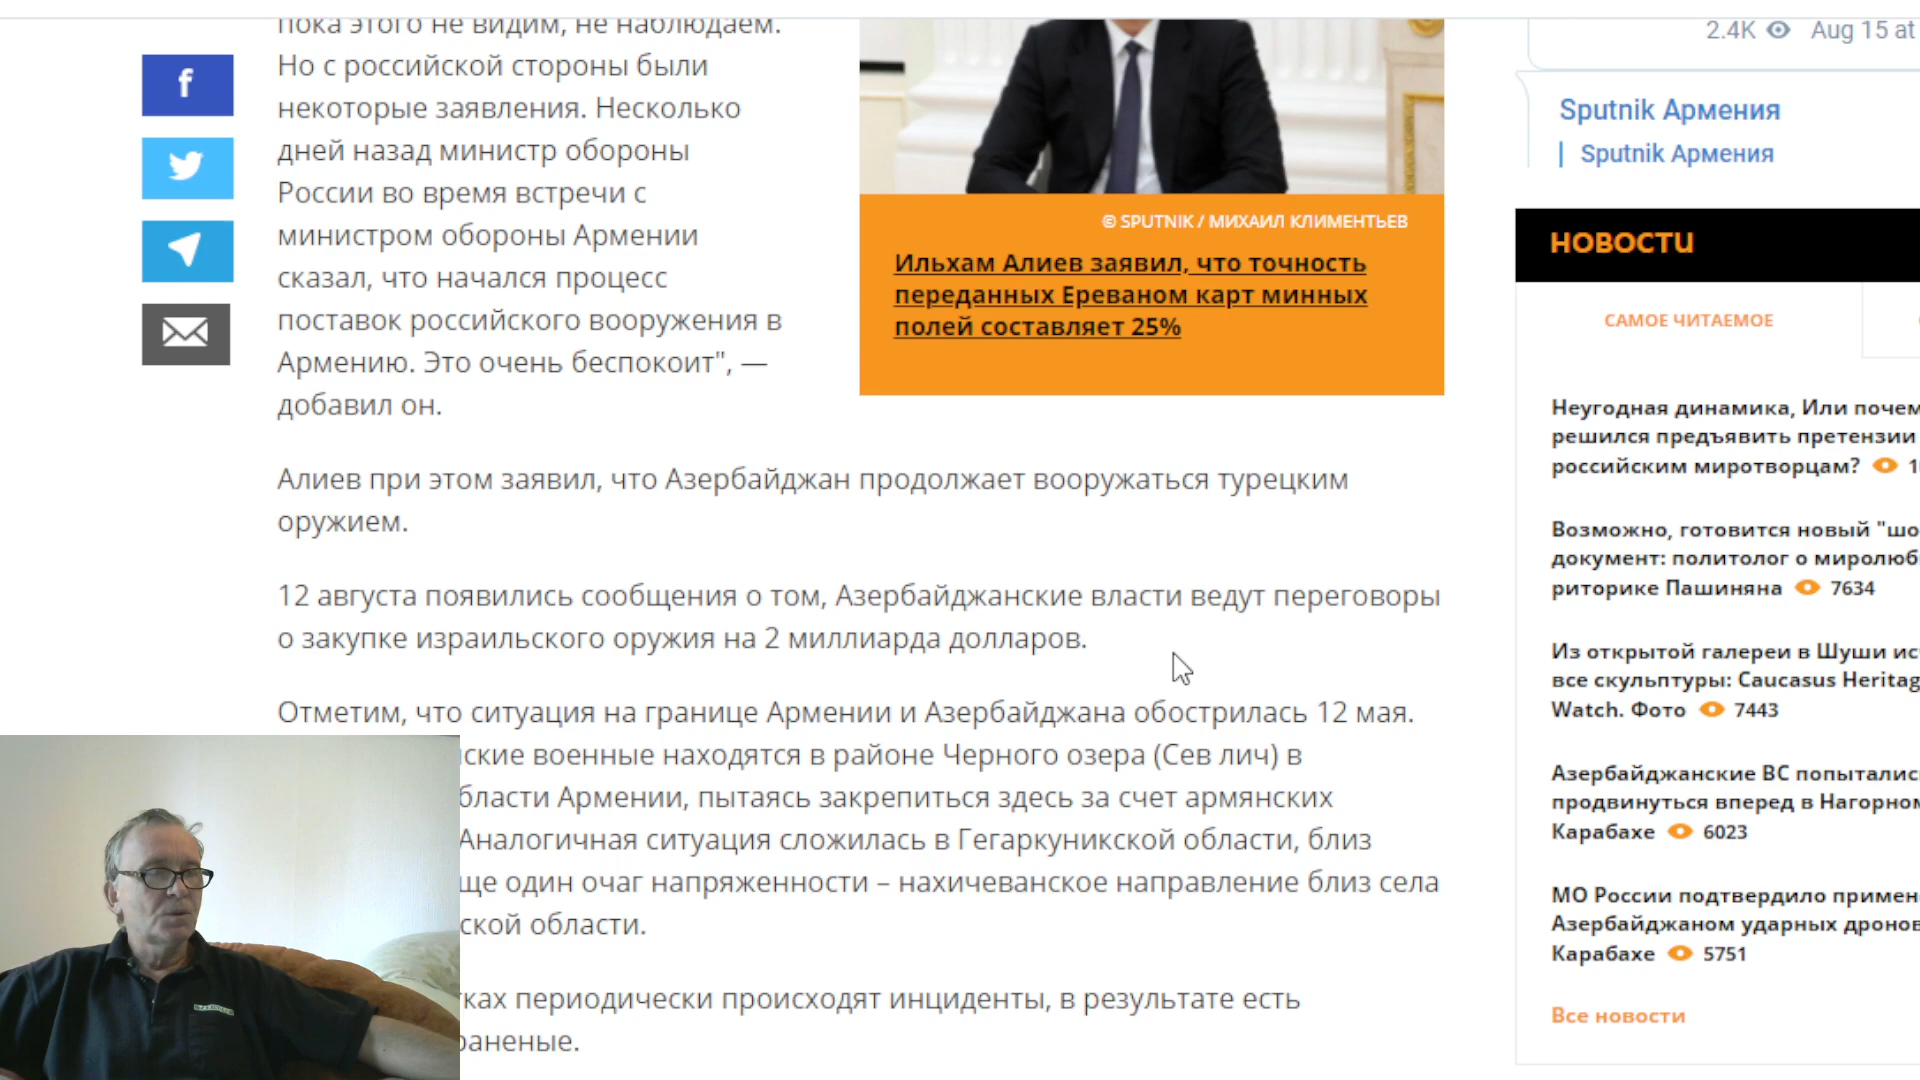 пока этого не видим, не наблюдаем.
Но с российской стороны были
некоторые заявления. Несколько
дней назад министр обороны
России во время встречи с
министром обороны Армении
сказал, что начался процесс
поставок российского вооружения в
Армению. Это очень беспокоит", —
добавил он.
© SPUTNIK / МИХАИЛ КЛИМЕНТЬЕВ
Ильхам Алиев заявил, что точность
переданных Ереваном карт минных
полей составляет 25%
Алиев при этом заявил, что Азербайджан продолжает вооружаться турецким
оружием.
12 августа появились сообщения о том, Азербайджанские власти ведут переговоры
о закупке израильского оружия на 2 миллиарда долларов.
Отметим, что ситуация на границе Армении и Азербайджана обострилась 12 мая.
военные находятся в районе Черного озера (Сев лич) в
Армении, пытаясь закрепиться здесь за счет армянских
Аналогичная ситуация сложилась в Гегаркуникской области, близ
один очаг напряженности – нахичеванское направление близ села
области.
периодически происходят инциденты, в результате есть
раненые.
2.4K Aug 15 at
Sputnik Армения
Sputnik Армения
НОВОСТИ
САМОЕ ЧИТАЕМОЕ
Неугодная динамика, Или почем
решился предъявить претензии
российским миротворцам?
Возможно, готовится новый "шо
документ: политолог о миролюб
риторике Пашиняна 7634
Из открытой галереи в Шуши ис
все скульптуры: Caucasus Heritag
Watch. Фото 7443
Азербайджанские ВС попыталис
продвинуться вперед в Нагорном
Карабахе 6023
МО России подтвердило примен
Азербайджаном ударных дронов
Карабахе 5751
Все новости